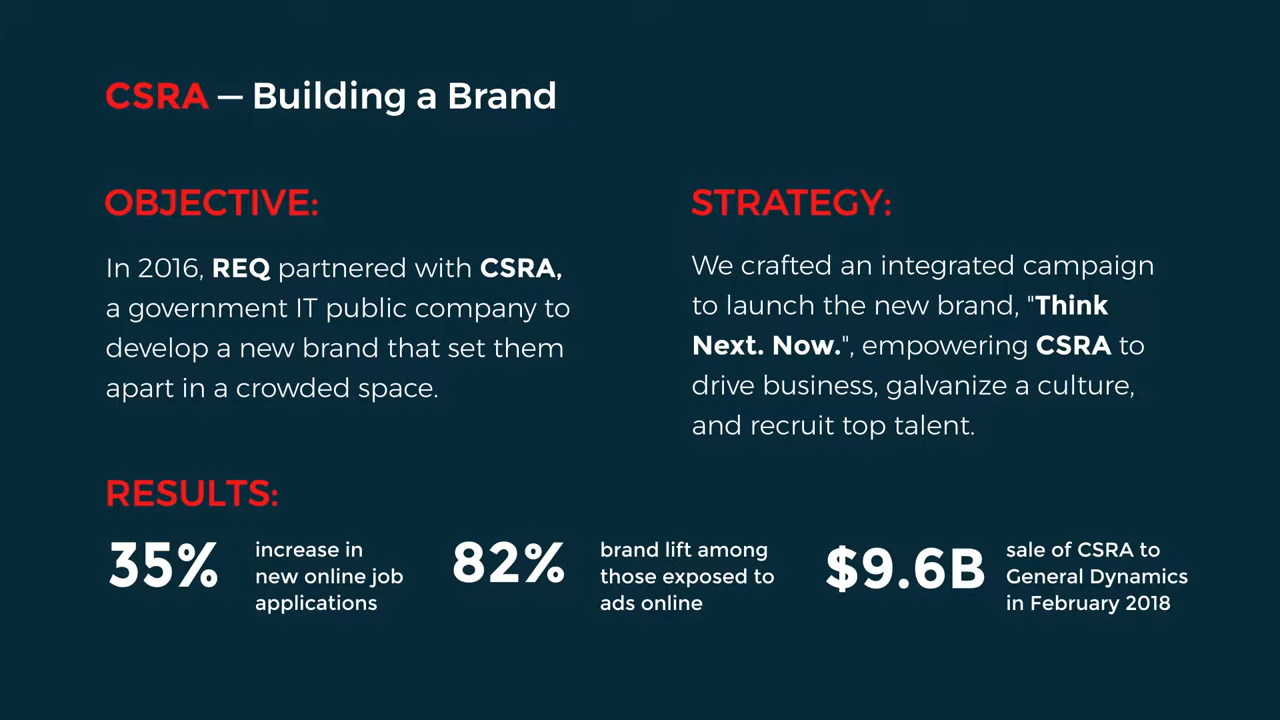 CSRA — Building a Brand
OBJECTIVE:
In 2016, REQ partnered with CSRA,
a government IT public company to
develop a new brand that set them
apart in a crowded space.
STRATEGY:
We crafted an integrated campaign
to launch the new brand, "Think
Next. Now.", empowering CSRA to
drive business, galvanize a culture,
and recruit top talent.
RESULTS:
35%
increase in
new online job
applications
82%
brand lift among
those exposed to
ads online
$9.6B
sale of CSRA to
General Dynamics
in February 2018